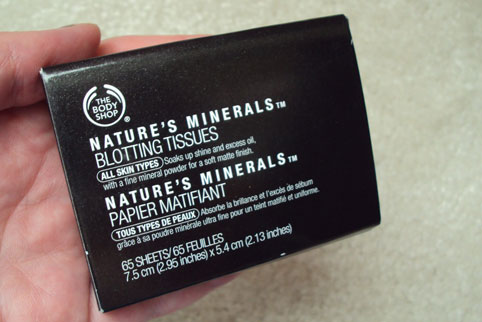 THE
BODY
SHOP
®
NATURE'S MINERALS™
BLOTTING TISSUES
ALL SKIN TYPES Soaks up shine and excess oil,
with a fine mineral powder for a soft matte finish.
NATURE'S MINERALS™
PAPIER MATIFIANT
TOUS TYPES DE PEAUX Absorbe la brillance et l'excés de sébum
grâce à sa poudre minérale ultra fine pour un teint matifié et uniforme.
65 SHEETS/ 65 FEUILLES
7.5 cm (2.95 inches) x 5.4 cm (2.13 inches)